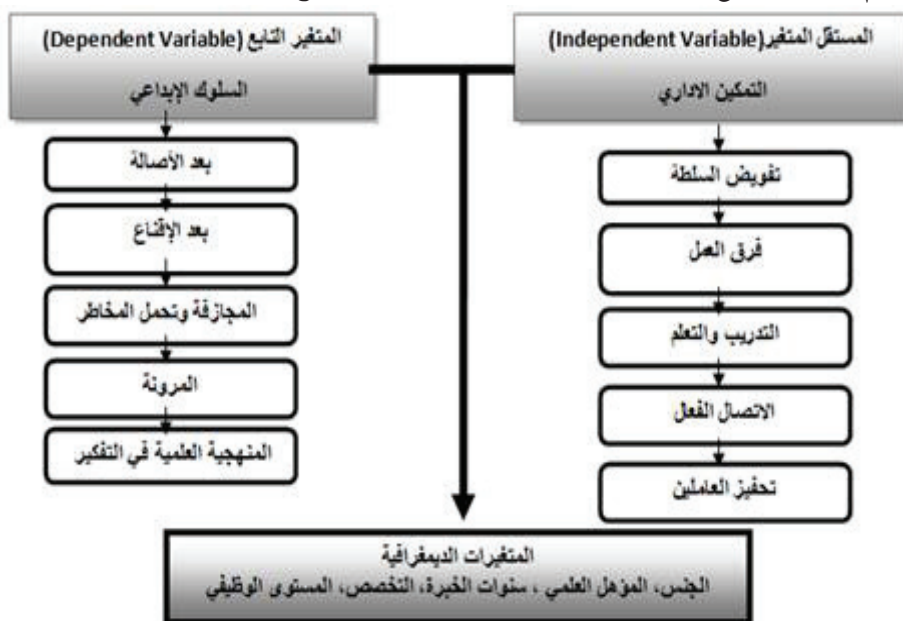 المستقل المتغير(Independent Variable)
التمكين الاداري
تفويض السلطة
فرق العمل
التدريب والتعلم
الاتصال الفعال
تحفيز العاملين
المتغير التابع (Dependent Variable)
السلوك الإبداعي
بعد الأصالة
بعد الإقناع
المجازفة وتحمل المخاطر
المرونة
المنهجية العلمية في التفكير
المتغيرات الديمغرافية
الجنس، المؤهل العلمي ، سنوات الخبرة، التخصص، المستوى الوظيفي